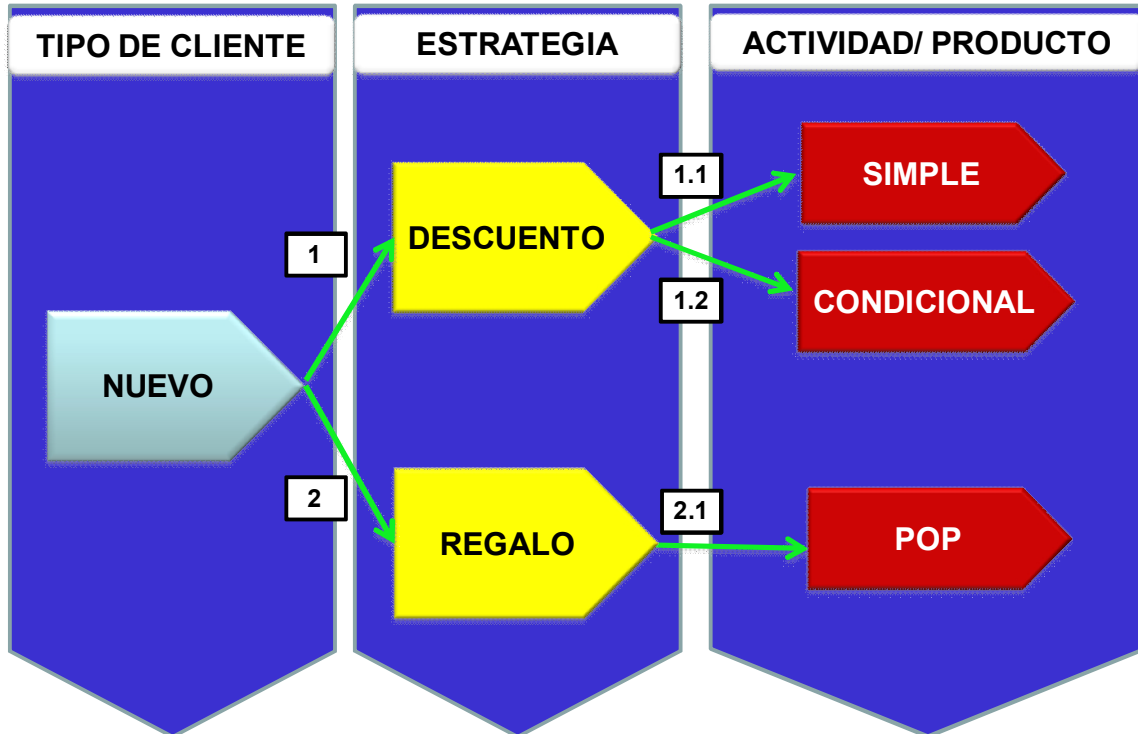 TIPO DE CLIENTE
ESTRATEGIA
ACTIVIDAD/ PRODUCTO
NUEVO
1
2
DESCUENTO
REGALO
1.1
1.2
2.1
SIMPLE
CONDICIONAL
POP